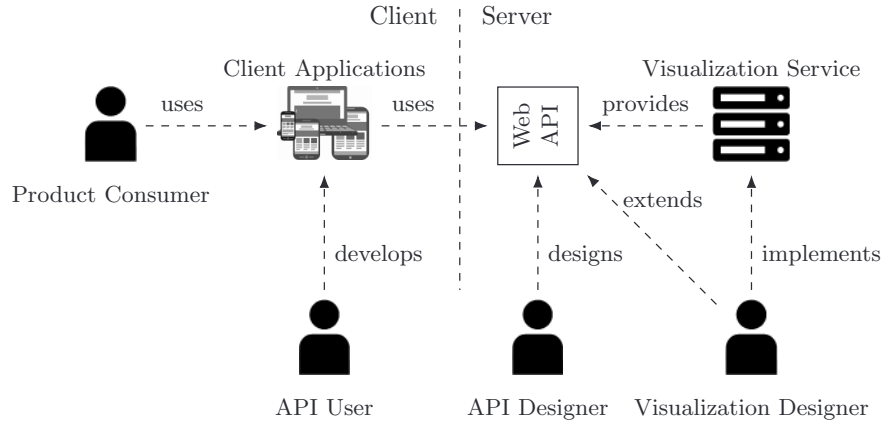 Client
Server
Client Applications
Visualization Service
uses
uses
Web
API
provides
Product Consumer
extends
develops
designs
implements
API User
API Designer
Visualization Designer